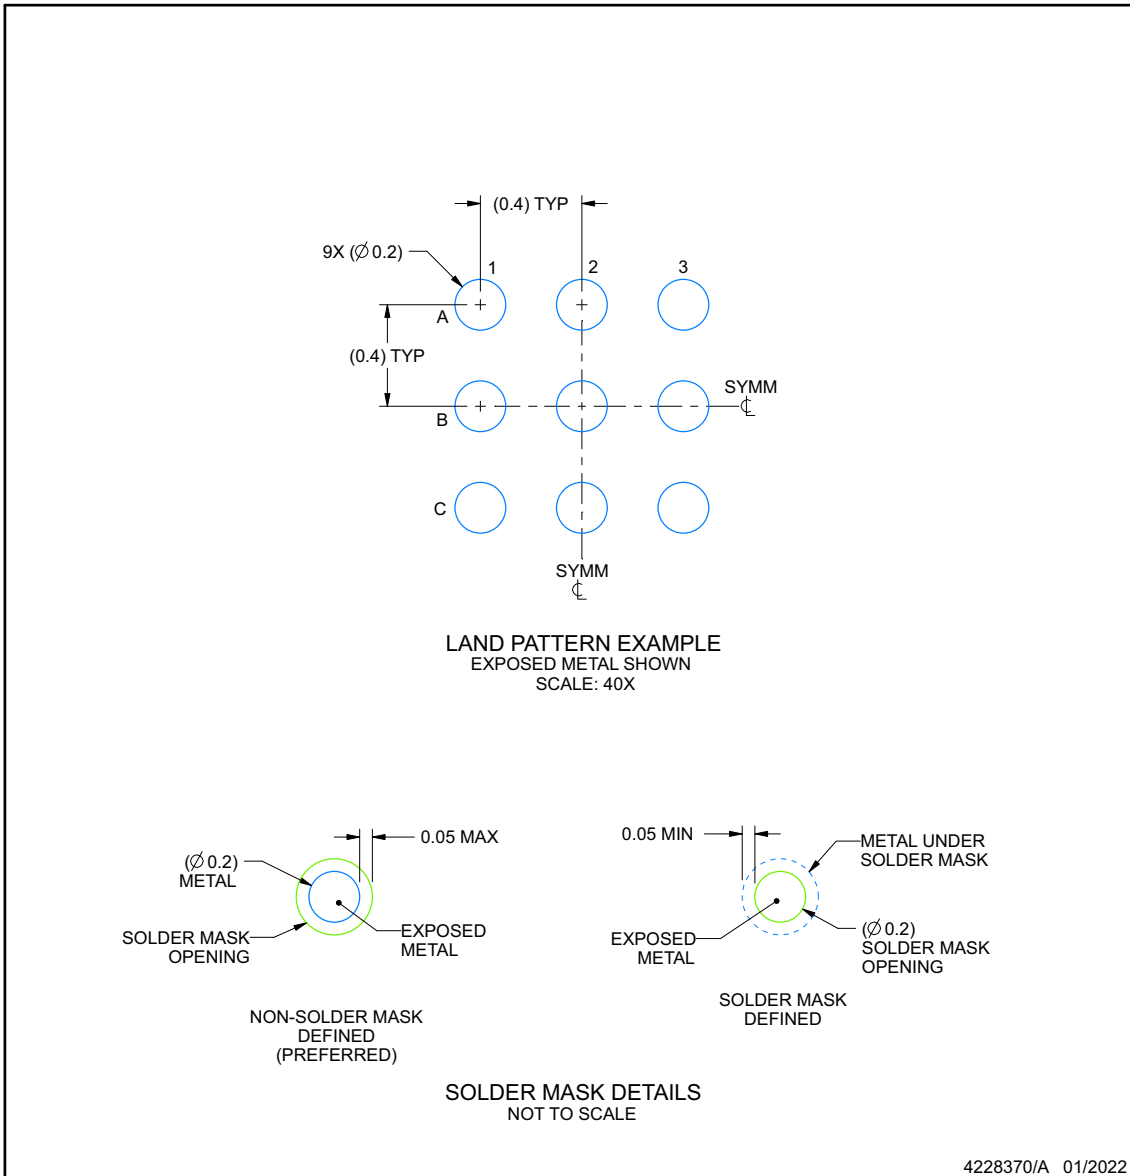 (0.4) TYP
9X (∅ 0.2)
1
2
3
A
(0.4) TYP
SYMM
B
C
SYMM
LAND PATTERN EXAMPLE
EXPOSED METAL SHOWN
SCALE: 40X
0.05 MAX
(∅ 0.2)
METAL
EXPOSED
METAL
SOLDER MASK
OPENING
NON-SOLDER MASK
DEFINED
(PREFERRED)
0.05 MIN
METAL UNDER
SOLDER MASK
EXPOSED
METAL
(∅ 0.2)
SOLDER MASK
OPENING
SOLDER MASK
DEFINED
SOLDER MASK DETAILS
NOT TO SCALE
4228370/A 01/2022